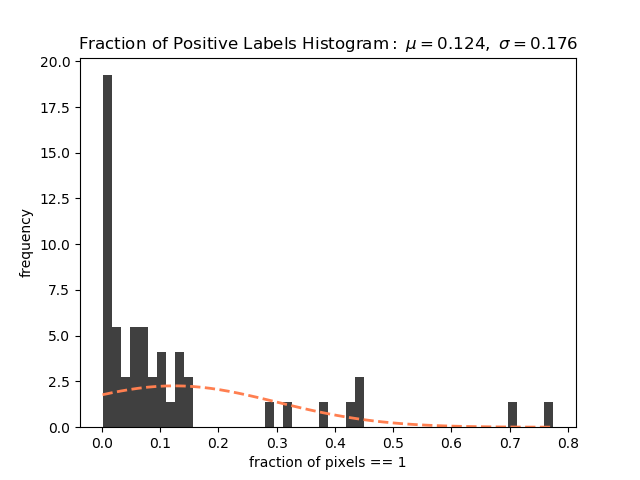 Fraction of Positive Labels Histogram: μ = 0.124, σ = 0.176
20.0
17.5
15.0
12.5
10.0
7.5
5.0
2.5
0.0
frequency
0.0 0.1 0.2 0.3 0.4 0.5 0.6 0.7 0.8
fraction of pixels == 1